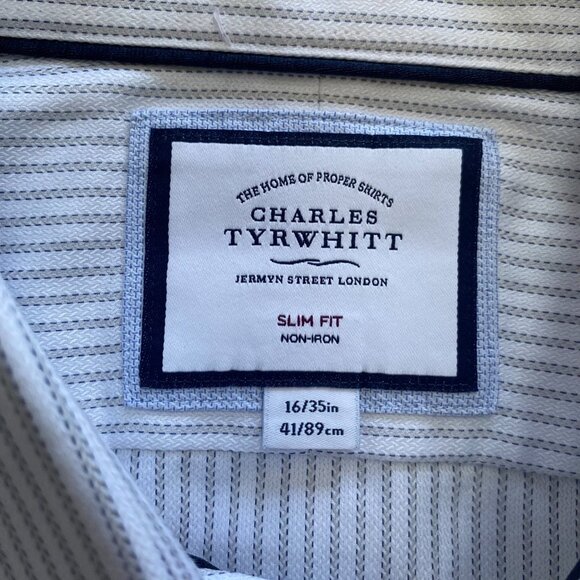 THE HOME OF PROPER SHIRTS
CHARLES
TYRWHITT
JERMYN STREET LONDON
SLIM FIT
NON-IRON
16/35in
41/89cm